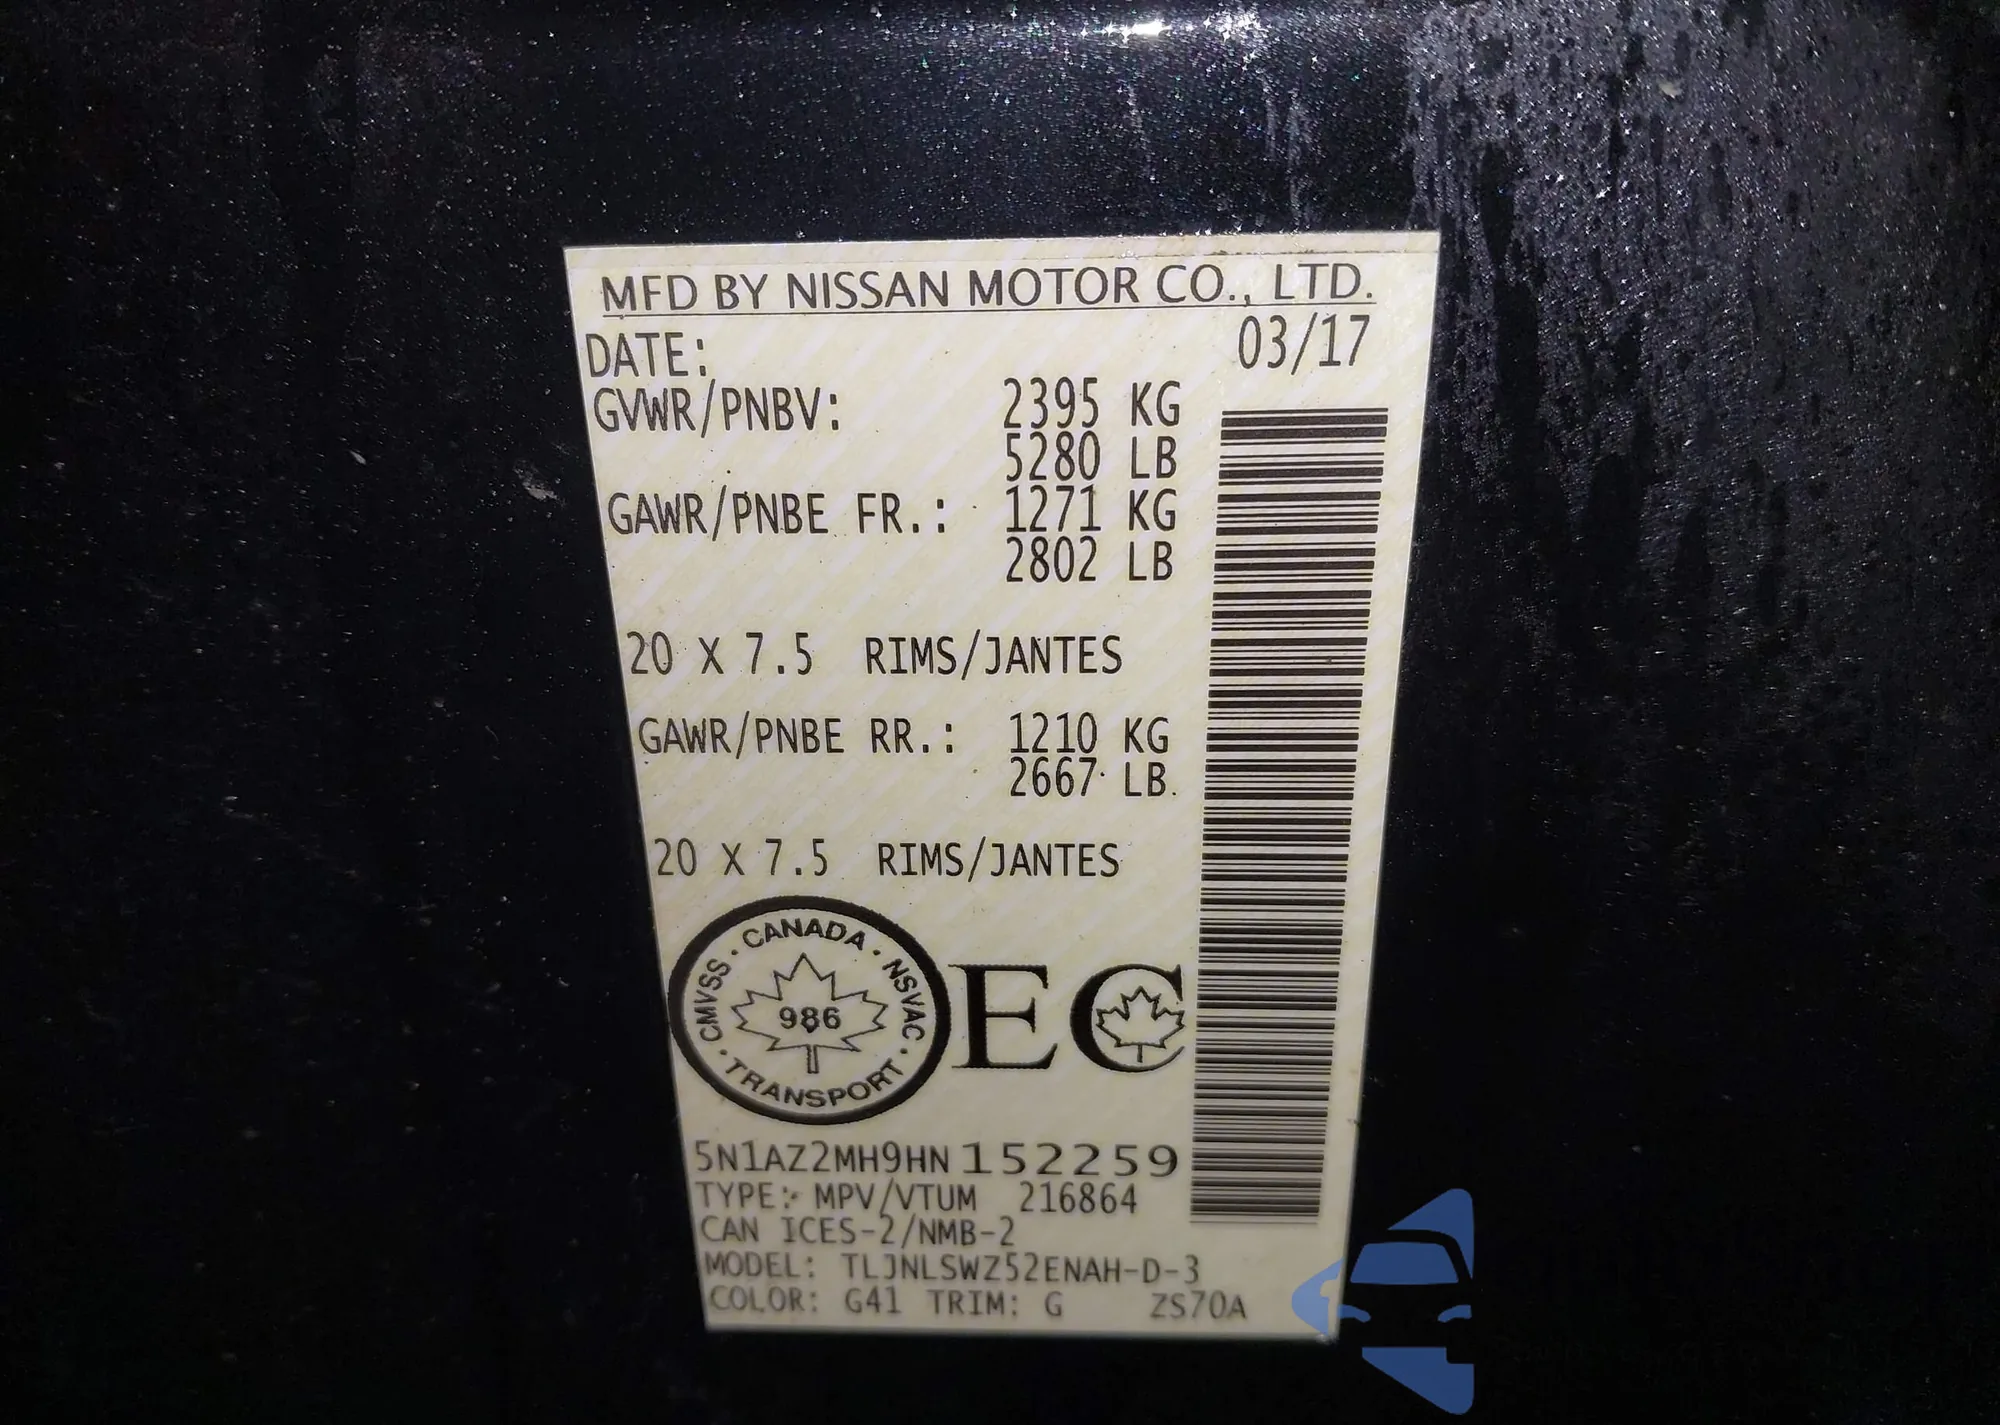 MFD BY NISSAN MOTOR CO., LTD.
DATE: 03/17
GVWR/PNBV: 2395 KG
5280 LB
GAWR/PNBE FR.: 1271 KG
2802 LB
20 X 7.5 RIMS/JANTES
GAWR/PNBE RR.: 1210 KG
2667 LB
20 X 7.5 RIMS/JANTES
CANADA · NSVAC · TRANSPORT · CMVSS ·
986
EC
5N1AZ2MH9HN152259
TYPE: MPV/VTUM 216864
CAN ICES-2/NMB-2
MODEL: TLJNLSWZ52ENAH-D-3
COLOR: G41 TRIM: G ZS70A